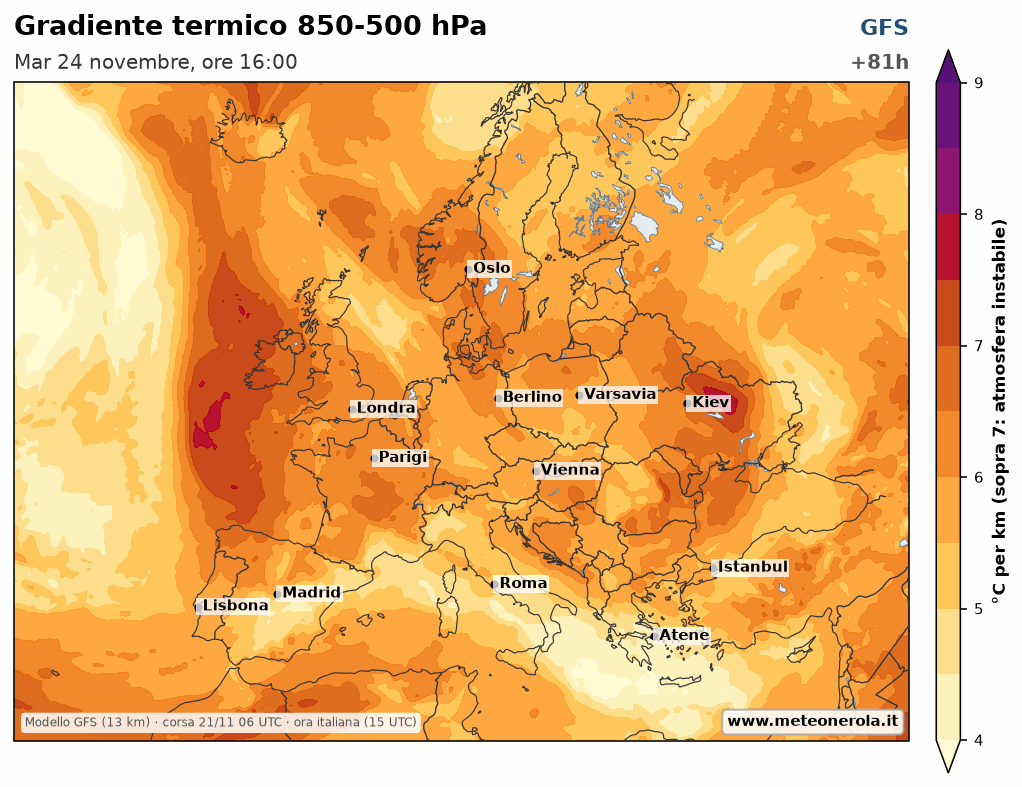 Gradiente termico 850-500 hPa
GFS
Mar 24 novembre, ore 16:00
+81h
9
8
7
6
5
4
°C per km (sopra 7: atmosfera instabile)
Oslo
Berlino
Varsavia
Kiev
Londra
Parigi
Vienna
Istanbul
Roma
Madrid
Lisbona
Atene
Modello GFS (13 km) · corsa 21/11 06 UTC · ora italiana (15 UTC)
www.meteonerola.it